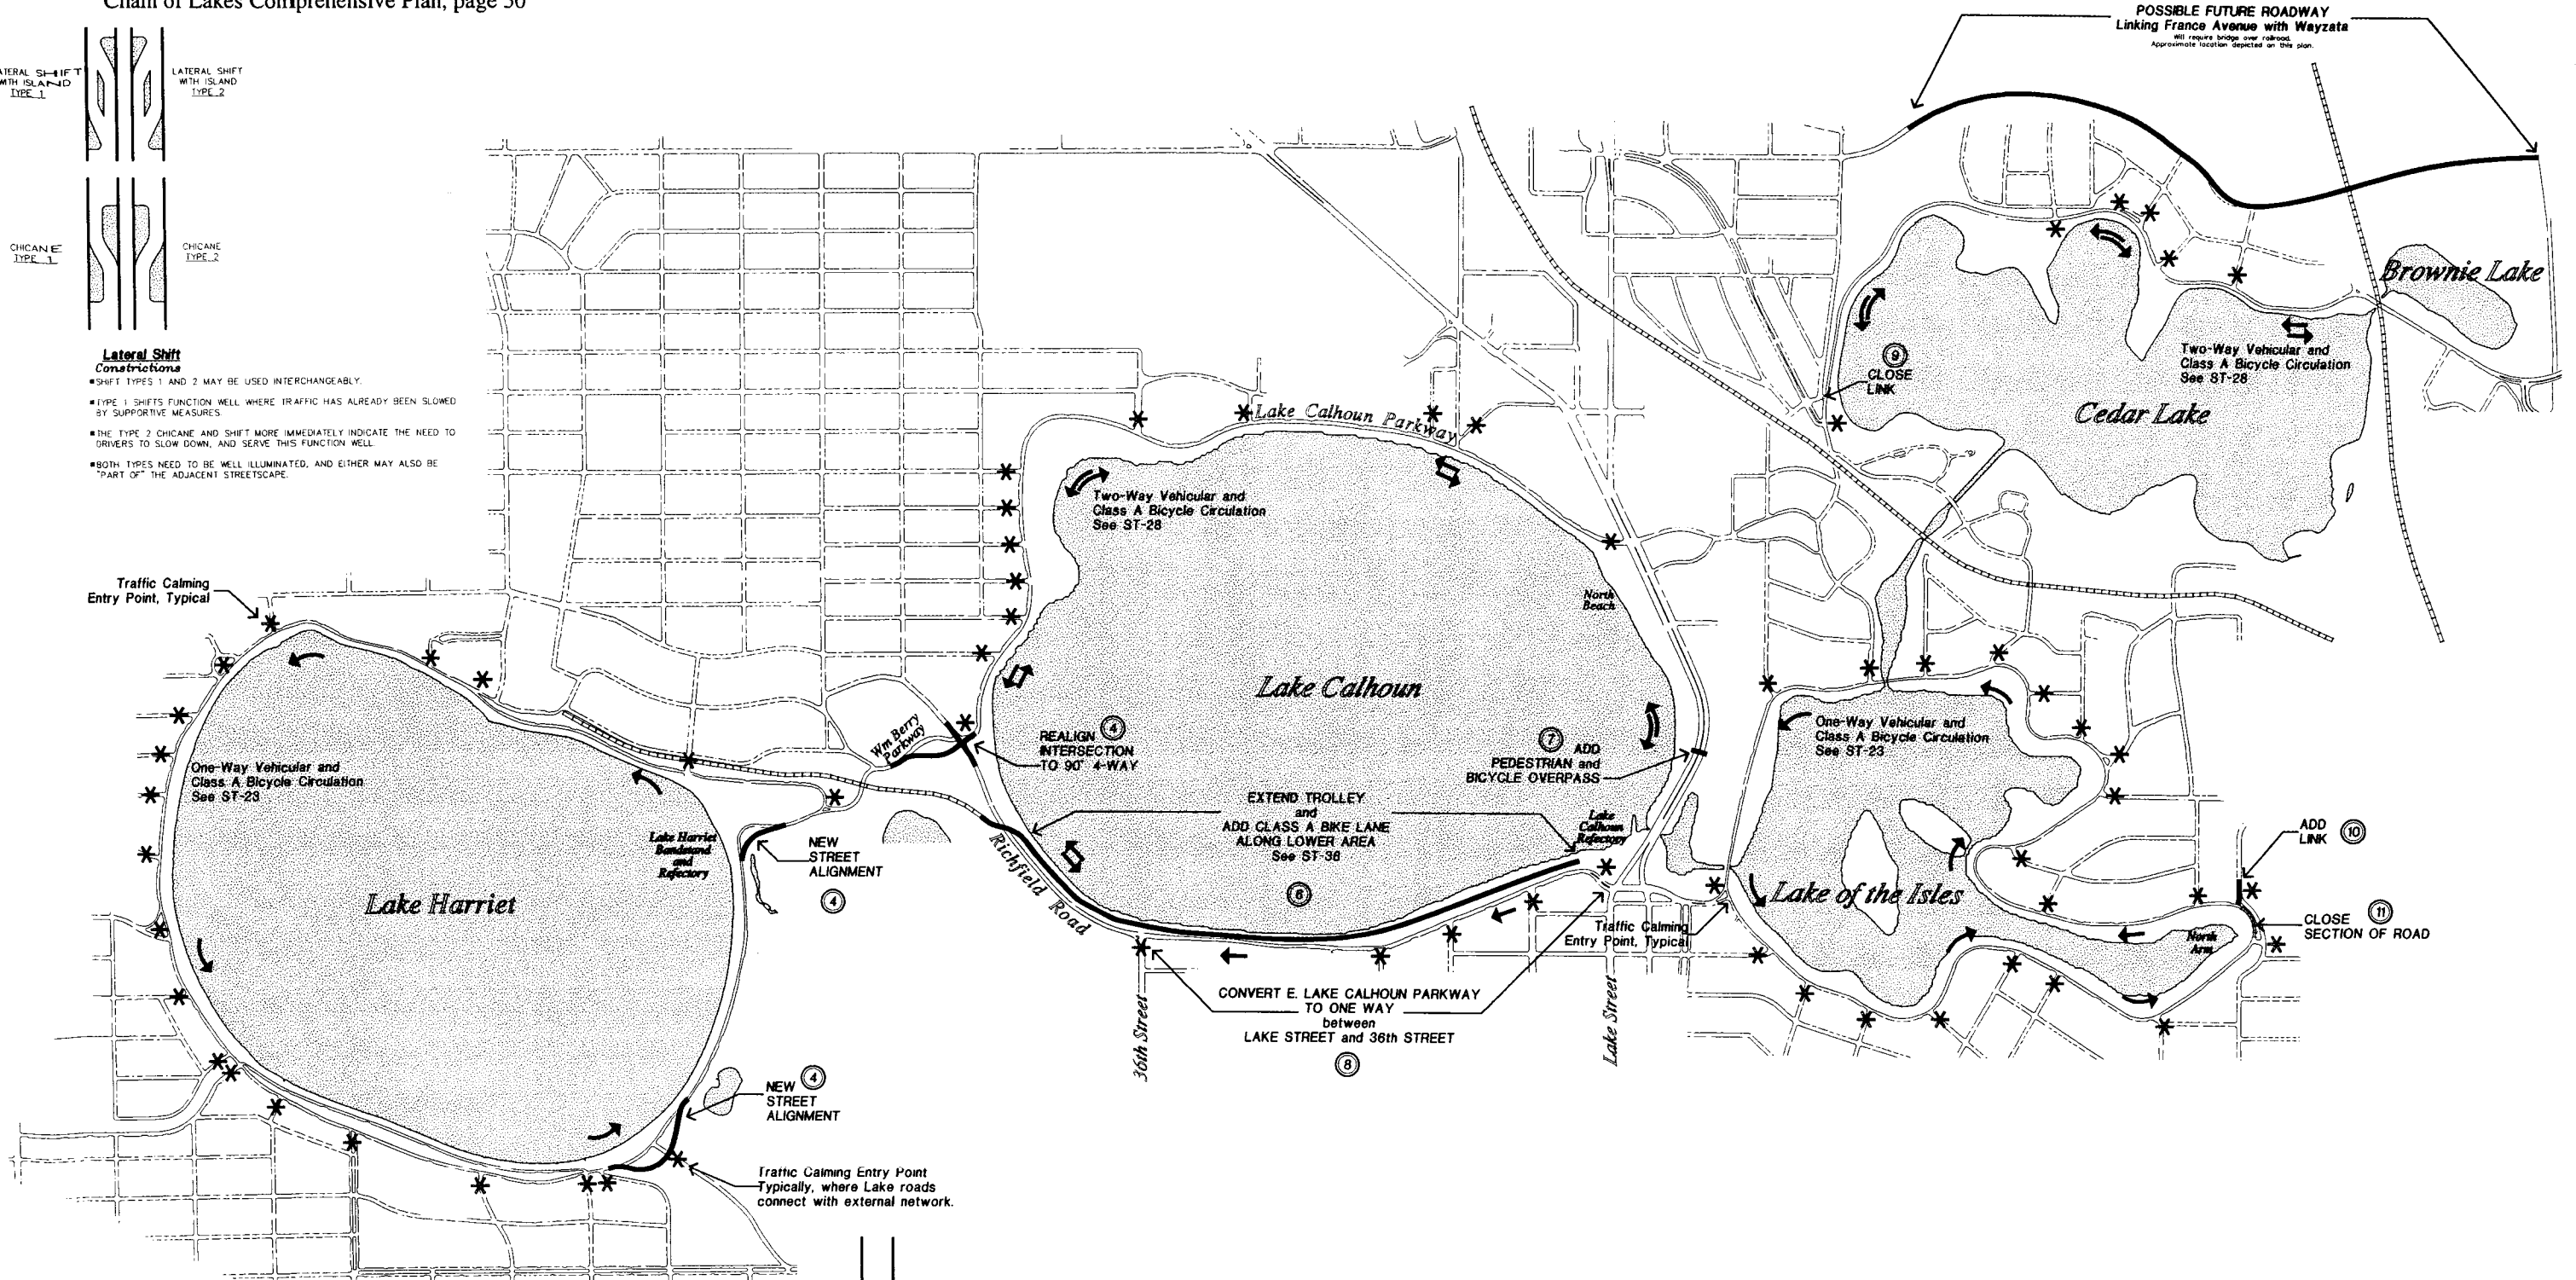 Chain of Lakes Comprehensive Plan, page 50
LATERAL SHIFT
WITH ISLAND
TYPE 1
LATERAL SHIFT
WITH ISLAND
TYPE 2
CHICANE
TYPE 1
CHICANE
TYPE 2
Lateral Shift
Constrictions
SHIFT TYPES 1 AND 2 MAY BE USED INTERCHANGEABLY.
TYPE 1 SHIFTS FUNCTION WELL WHERE TRAFFIC HAS ALREADY BEEN SLOWED
BY SUPPORTIVE MEASURES.
THE TYPE 2 CHICANE AND SHIFT MORE IMMEDIATELY INDICATE THE NEED TO
DRIVERS TO SLOW DOWN, AND SERVE THIS FUNCTION WELL.
BOTH TYPES NEED TO BE WELL ILLUMINATED, AND EITHER MAY ALSO BE
"PART OF" THE ADJACENT STREETSCAPE.
POSSIBLE FUTURE ROADWAY
Linking France Avenue with Wayzata
Will require bridge over railroad.
Approximate location depicted on this plan.
Brownie Lake
Two-Way Vehicular and
Class A Bicycle Circulation
See ST-28
Cedar Lake
9
CLOSE
LINK
Lake Calhoun Parkway
Two-Way Vehicular and
Class A Bicycle Circulation
See ST-28
North
Beach
Lake Calhoun
Traffic Calming
Entry Point, Typical
One-Way Vehicular and
Class A Bicycle Circulation
See ST-23
Lake Harriet
Bandstand
and
Refectory
Lake Harriet
Wm Berry
Parkway
REALIGN 4
INTERSECTION
TO 90° 4-WAY
7 ADD
PEDESTRIAN and
BICYCLE OVERPASS
EXTEND TROLLEY
and
ADD CLASS A BIKE LANE
ALONG LOWER AREA
See ST-36
6
Lake
Calhoun
Refectory
NEW
STREET
ALIGNMENT
4
Richfield Road
One-Way Vehicular and
Class A Bicycle Circulation
See ST-23
Lake of the Isles
ADD
LINK 10
CLOSE 11
SECTION OF ROAD
North
Arm
Traffic Calming
Entry Point, Typical
CONVERT E. LAKE CALHOUN PARKWAY
TO ONE WAY
between
LAKE STREET and 36th STREET
8
36th Street
Lake Street
NEW 4
STREET
ALIGNMENT
Traffic Calming Entry Point
Typically, where Lake roads
connect with external network.